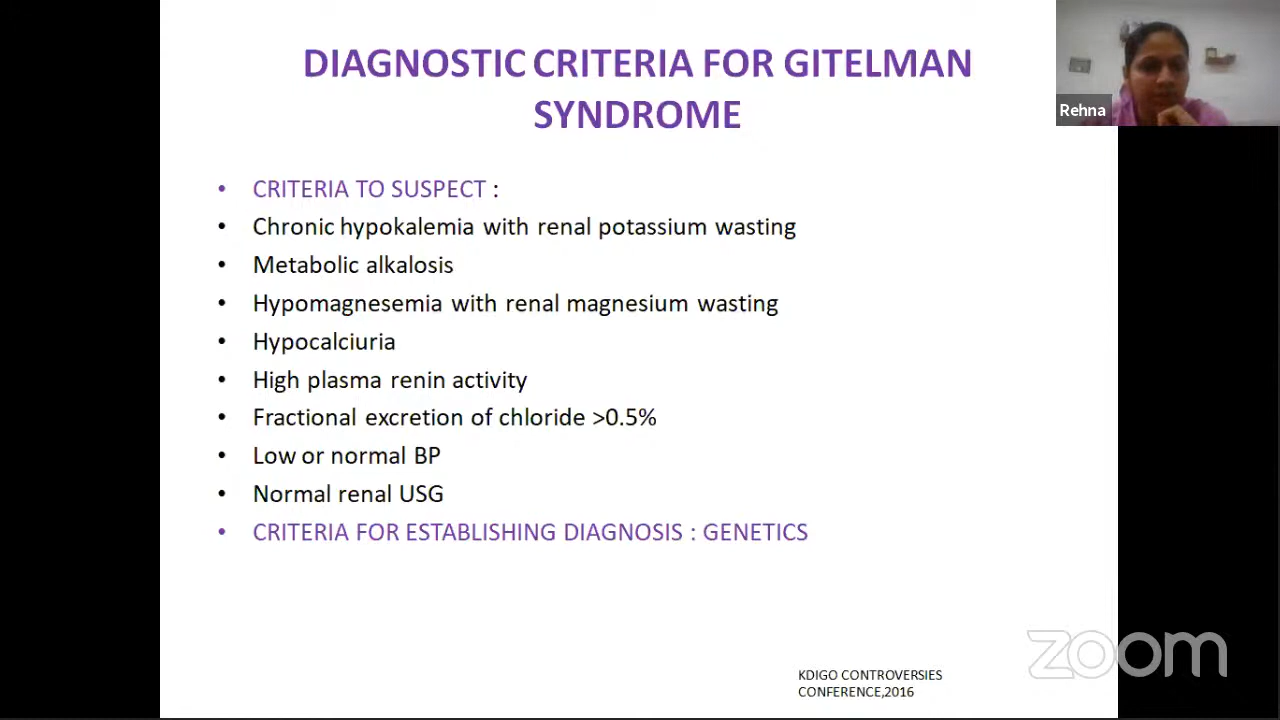 DIAGNOSTIC CRITERIA FOR GITELMAN
SYNDROME
Rehna
• CRITERIA TO SUSPECT :
• Chronic hypokalemia with renal potassium wasting
• Metabolic alkalosis
• Hypomagnesemia with renal magnesium wasting
• Hypocalciuria
• High plasma renin activity
• Fractional excretion of chloride >0.5%
• Low or normal BP
• Normal renal USG
• CRITERIA FOR ESTABLISHING DIAGNOSIS : GENETICS
zoom
KDIGO CONTROVERSIES
CONFERENCE,2016